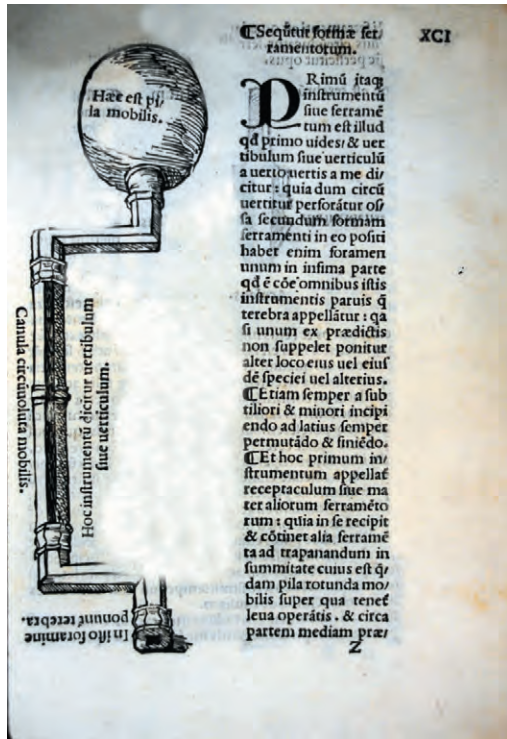 XCI
⁋Sequũtur formæ fer/
ramentorum.
PRimũ itaq;
instrumentũ
siue ferramẽ
tum est illud
qđ primo uides: & uer
tibulum siue uerticulũ
a uerto uertis a me di/
citur: quia dum circũ
uertitur perforãtur os/
sa secundum formam
ferramenti in eo positi
habet enim foramen
unum in infima parte
qđ ẽ cõe omnibus istis
instrumentis paruis q̃
terebra appellãtur: qa
si unum ex prædictis
non suppelet ponitur
alter loco eius uel eius
dẽ speciei uel alterius.
⁋Etiam semper a sub
tiliori & minori incipi
endo ad latius semper
permutãdo & finiẽdo.
⁋Et hoc primum in/
strumentum appellat̃
receptaculum siue ma
ter aliorum ferramẽto
rum: quia in se recipit
& cõtinet alia ferramẽ
ta ad trapanandum in
summitate cuius est q̃/
dam pila rotunda mo/
bilis super qua tenet̃
leua operãtis. & circa
partem mediam præ/
Z
Hæc est pi/
la mobilis.
Canula circũuoluta mobilis.
Hoc instrumentũ dicitur uertibulum
siue uerticulum.
In isto foramine
ponunt̃ terebra.